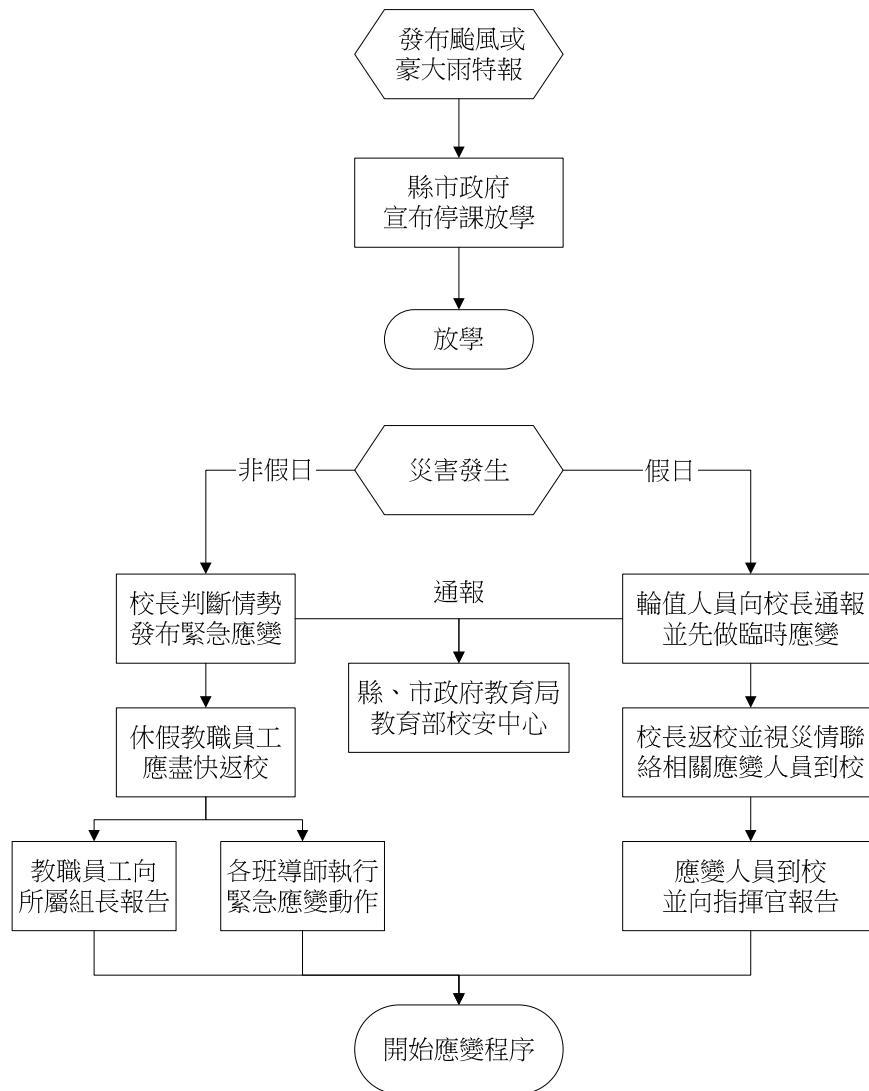 發布颱風或
豪大雨特報
縣市政府
宣布停課放學
放學
非假日
災害發生
假日
校長判斷情勢
發布緊急應變
通報
輪值人員向校長通報
並先做臨時應變
縣、市政府教育局
教育部校安中心
休假教職員工
應盡快返校
校長返校並視災情聯
絡相關應變人員到校
教職員工向
所屬組長報告
各班導師執行
緊急應變動作
應變人員到校
並向指揮官報告
開始應變程序